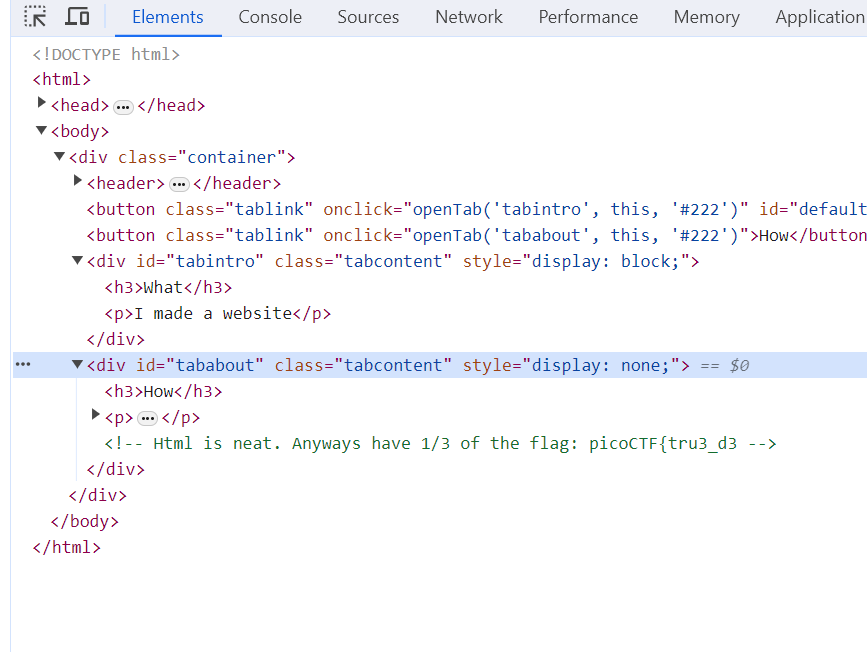 Elements Console Sources Network Performance Memory Application
<!DOCTYPE html>
<html>
<head> ••• </head>
<body>
<div class="container">
<header> ••• </header>
<button class="tablink" onclick="openTab('tabintro', this, '#222')" id="default
<button class="tablink" onclick="openTab('tababout', this, '#222')">How</button
<div id="tabintro" class="tabcontent" style="display: block;">
<h3>What</h3>
<p>I made a website</p>
</div>
••• <div id="tababout" class="tabcontent" style="display: none;"> == $0
<h3>How</h3>
<p> ••• </p>
<!-- Html is neat. Anyways have 1/3 of the flag: picoCTF{tru3_d3 -->
</div>
</div>
</body>
</html>